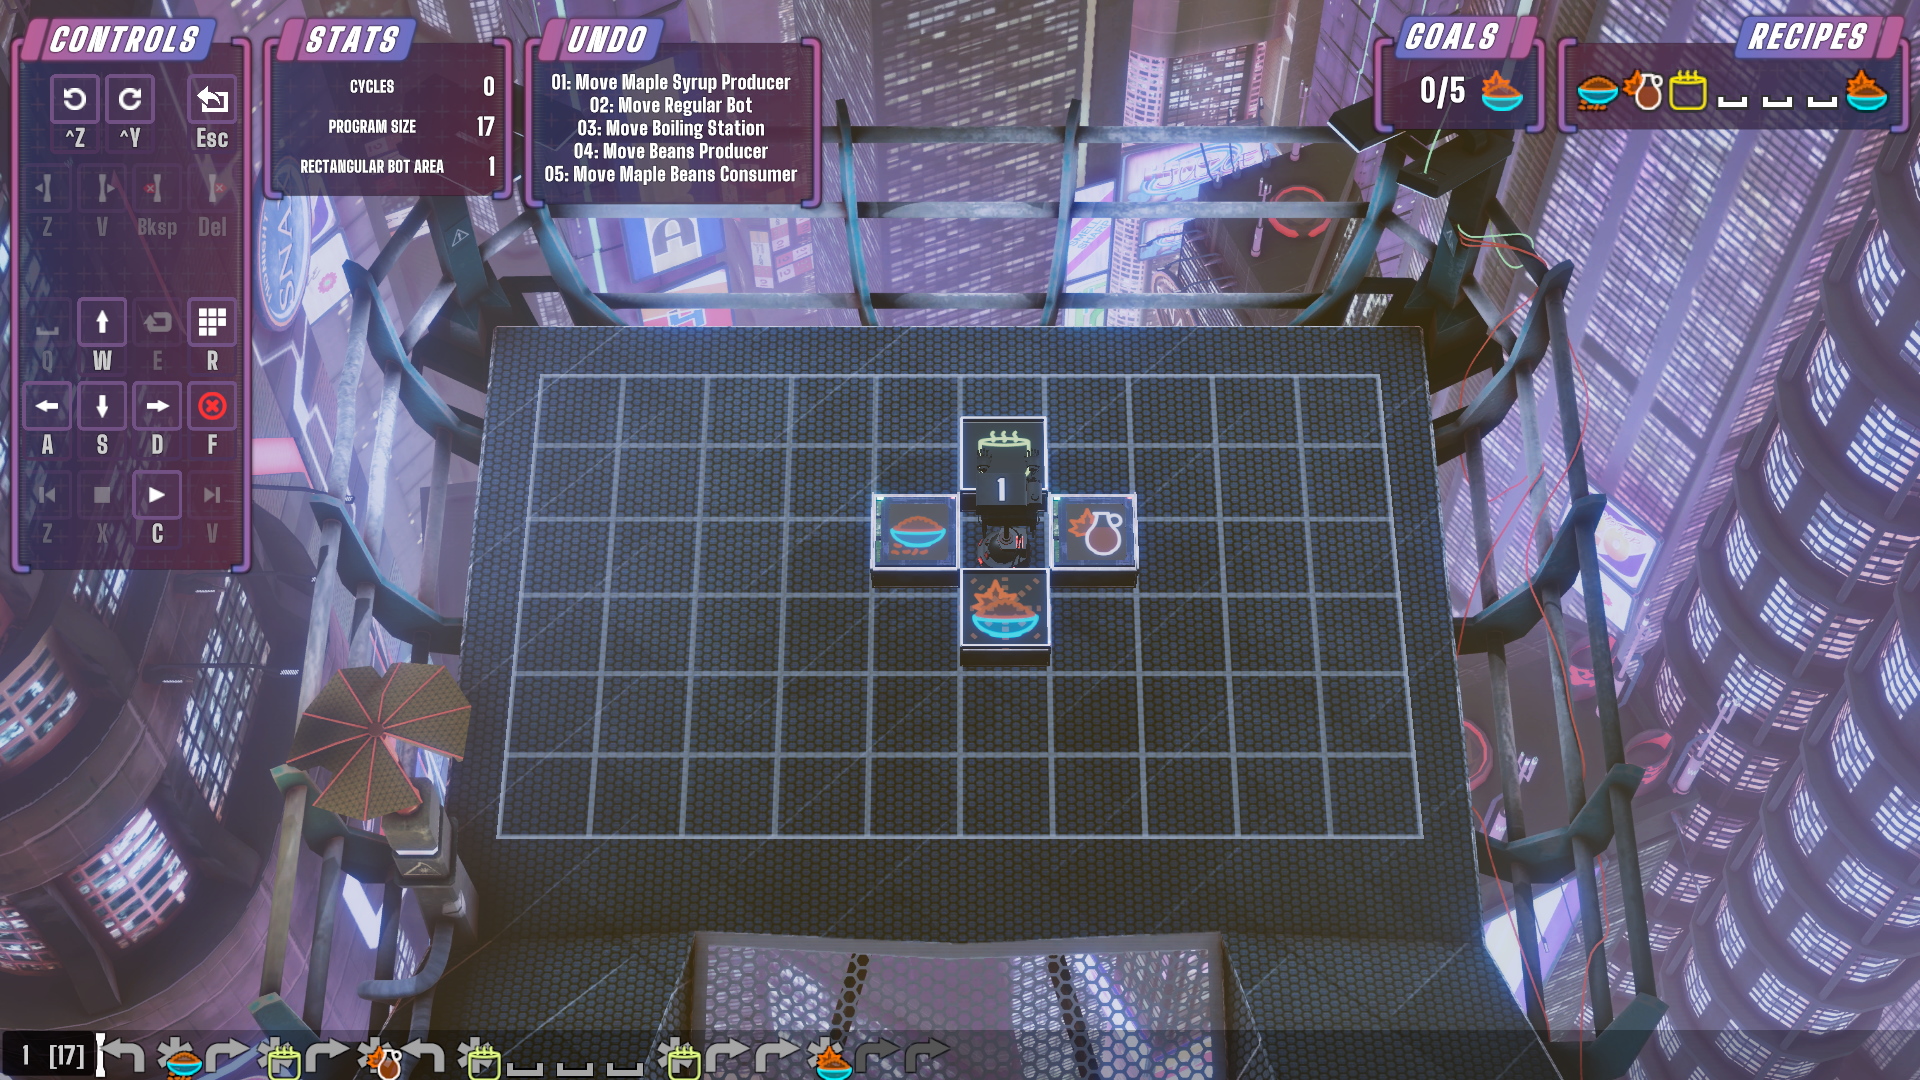 CONTROLS
^Z
^Y
Esc
Z
V
Bksp
Del
Q
W
E
R
A
S
D
F
Z
X
C
V
STATS
CYCLES 0
PROGRAM SIZE 17
RECTANGULAR BOT AREA 1
UNDO
01: Move Maple Syrup Producer
02: Move Regular Bot
03: Move Boiling Station
04: Move Beans Producer
05: Move Maple Beans Consumer
GOALS
0/5
RECIPES
1
1 [17]